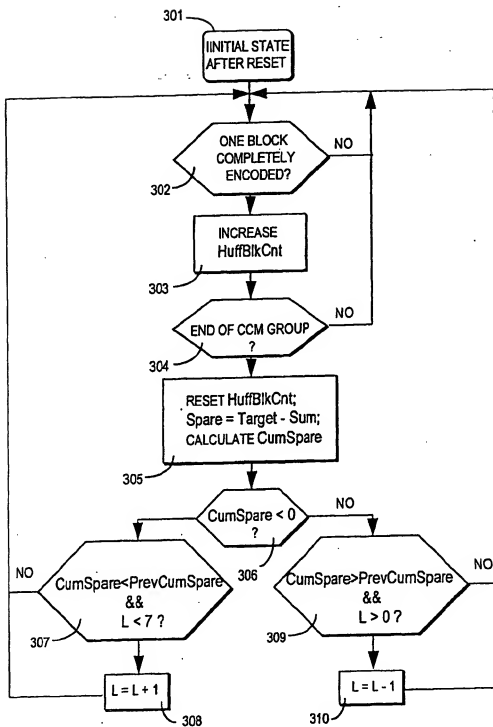 301
IINITIAL STATE
AFTER RESET
ONE BLOCK
COMPLETELY
ENCODED?
NO
302
INCREASE
HuffBlkCnt
303
NO
END OF CCM GROUP
?
304
RESET HuffBlkCnt;
Spare = Target - Sum;
CALCULATE CumSpare
305
CumSpare < 0
?
NO
306
NO
CumSpare<PrevCumSpare
&&
L < 7 ?
307
CumSpare>PrevCumSpare
&&
L > 0 ?
309
NO
L = L + 1
308
L = L - 1
310